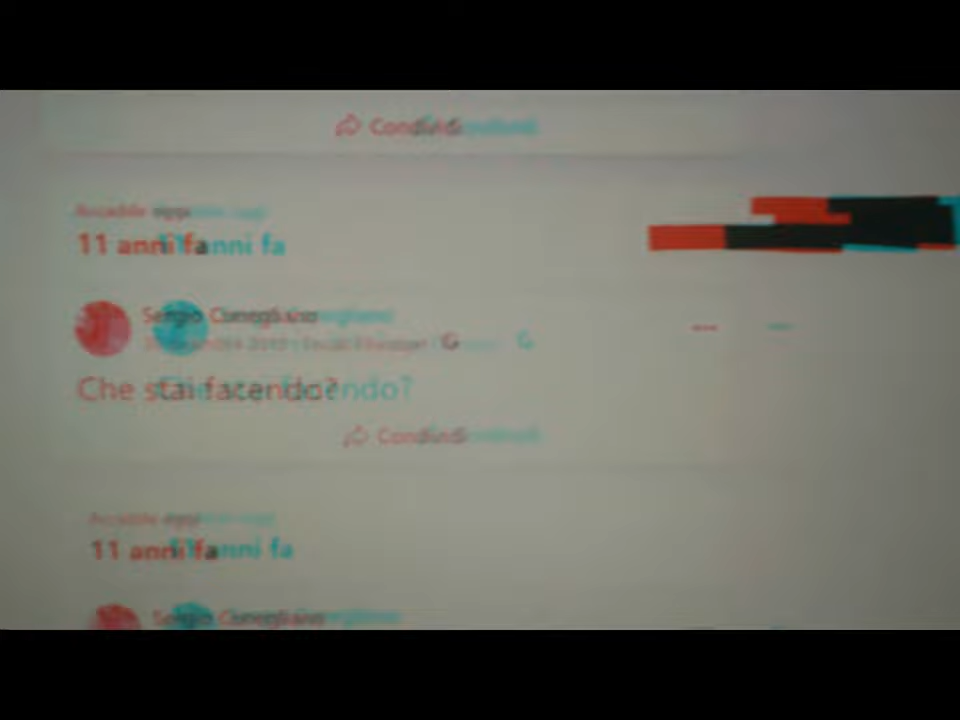 Condividi
Accadde oggi
11 anni fa
Sergio Conegliano
Che stai facendo?
Condividi
Accadde oggi
11 anni fa
Sergio Conegliano